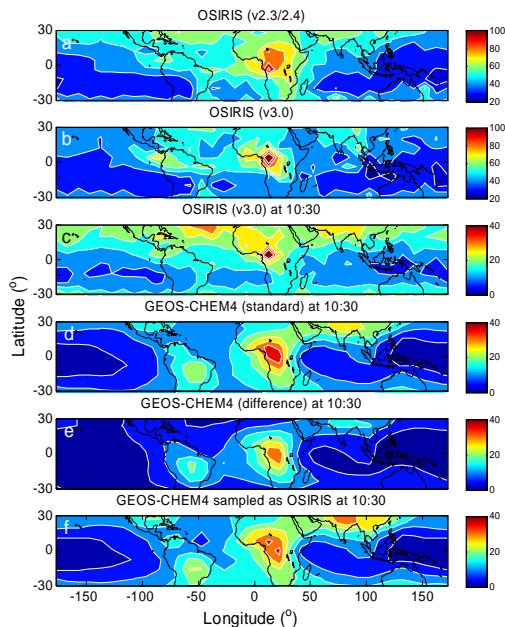 OSIRIS (v2.3/2.4)
30
a
0
-30
100
80
60
40
20
OSIRIS (v3.0)
30
b
0
-30
100
80
60
40
20
OSIRIS (v3.0) at 10:30
30
c
0
-30
40
20
0
GEOS-CHEM4 (standard) at 10:30
30
d
0
-30
40
20
0
GEOS-CHEM4 (difference) at 10:30
30
e
0
-30
40
30
20
10
0
GEOS-CHEM4 sampled as OSIRIS at 10:30
30
f
0
-30
40
30
20
10
0
-150 -100 -50 0 50 100 150
Longitude (º)
Latitude (º)